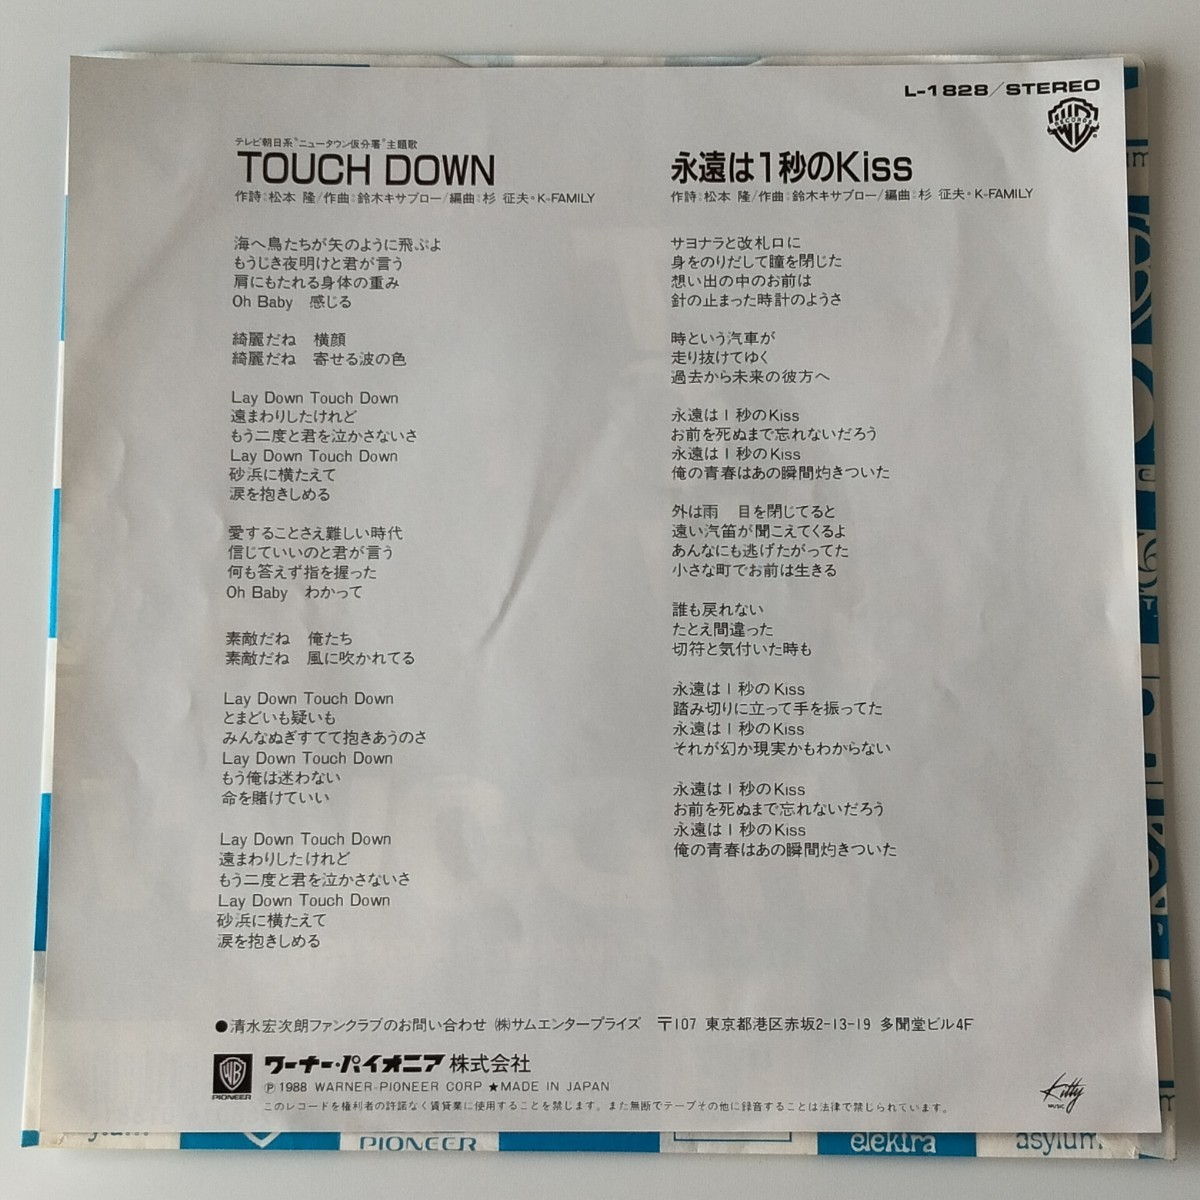 L-1828/STEREO
WB RECORDS
テレビ朝日系“ニュータウン仮分署”主題歌
TOUCH DOWN
作詩:松本 隆/作曲:鈴木キサブロー/編曲:杉 征夫・K-FAMILY
海へ鳥たちが矢のように飛ぶよ
もうじき夜明けと君が言う
肩にもたれる身体の重み
Oh Baby 感じる
綺麗だね 横顔
綺麗だね 寄せる波の色
Lay Down Touch Down
遠まわりしたけれど
もう二度と君を泣かさないさ
Lay Down Touch Down
砂浜に横たえて
涙を抱きしめる
愛することさえ難しい時代
信じていいのと君が言う
何も答えず指を握った
Oh Baby わかって
素敵だね 俺たち
素敵だね 風に吹かれてる
Lay Down Touch Down
とまどいも疑いも
みんなぬぎすてて抱きあうのさ
Lay Down Touch Down
もう俺は迷わない
命を賭けていい
Lay Down Touch Down
遠まわりしたけれど
もう二度と君を泣かさないさ
Lay Down Touch Down
砂浜に横たえて
涙を抱きしめる
永遠は1秒のKiss
作詩:松本 隆/作曲:鈴木キサブロー/編曲:杉 征夫・K-FAMILY
サヨナラと改札口に
身をのりだして瞳を閉じた
想い出の中のお前は
針の止まった時計のようさ
時という汽車が
走り抜けてゆく
過去から未来の彼方へ
永遠は1秒のKiss
お前を死ぬまで忘れないだろう
永遠は1秒のKiss
俺の青春はあの瞬間灼きついた
外は雨 目を閉じてると
遠い汽笛が聞こえてくるよ
あんなにも逃げたがってた
小さな町でお前は生きる
誰も戻れない
たとえ間違った
切符と気付いた時も
永遠は1秒のKiss
踏み切りに立って手を振ってた
永遠は1秒のKiss
それが幻か現実かもわからない
永遠は1秒のKiss
お前を死ぬまで忘れないだろう
永遠は1秒のKiss
俺の青春はあの瞬間灼きついた
●清水宏次朗ファンクラブのお問い合わせ ㈱サムエンタープライズ 〒107 東京都港区赤坂2-13-19 多聞堂ビル4F
WB PIONEER
ワーナー・パイオニア株式会社
Ⓟ1988 WARNER-PIONEER CORP ★MADE IN JAPAN
このレコードを権利者の許諾なく賃貸業に使用することを禁じます。また無断でテープその他に録音することは法律で禁じられています。
Kitty
MUSIC
PIONEER
elektra
asylum